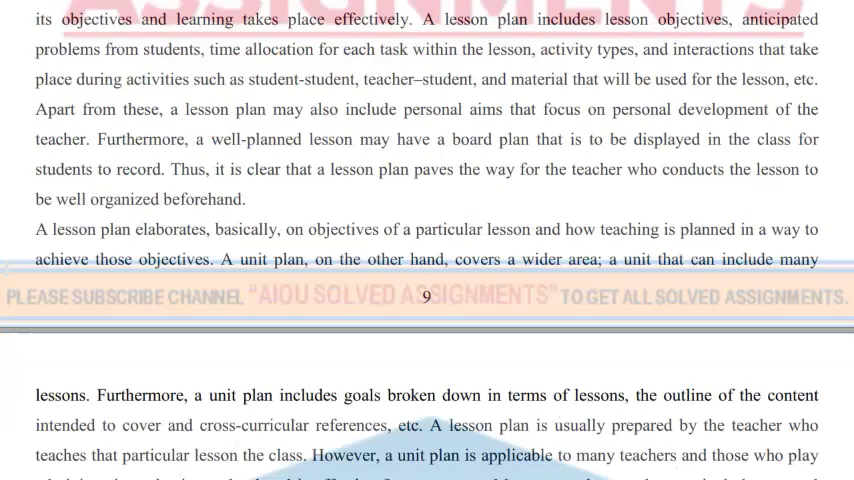 ASSIGNMENTS
its objectives and learning takes place effectively. A lesson plan includes lesson objectives, anticipated
problems from students, time allocation for each task within the lesson, activity types, and interactions that take
place during activities such as student-student, teacher–student, and material that will be used for the lesson, etc.
Apart from these, a lesson plan may also include personal aims that focus on personal development of the
teacher. Furthermore, a well-planned lesson may have a board plan that is to be displayed in the class for
students to record. Thus, it is clear that a lesson plan paves the way for the teacher who conducts the lesson to
be well organized beforehand.
A lesson plan elaborates, basically, on objectives of a particular lesson and how teaching is planned in a way to
achieve those objectives. A unit plan, on the other hand, covers a wider area; a unit that can include many
PLEASE SUBSCRIBE CHANNEL "AIOU SOLVED ASSIGNMENTS" TO GET ALL SOLVED ASSIGNMENTS.
9
lessons. Furthermore, a unit plan includes goals broken down in terms of lessons, the outline of the content
intended to cover and cross-curricular references, etc. A lesson plan is usually prepared by the teacher who
teaches that particular lesson the class. However, a unit plan is applicable to many teachers and those who play